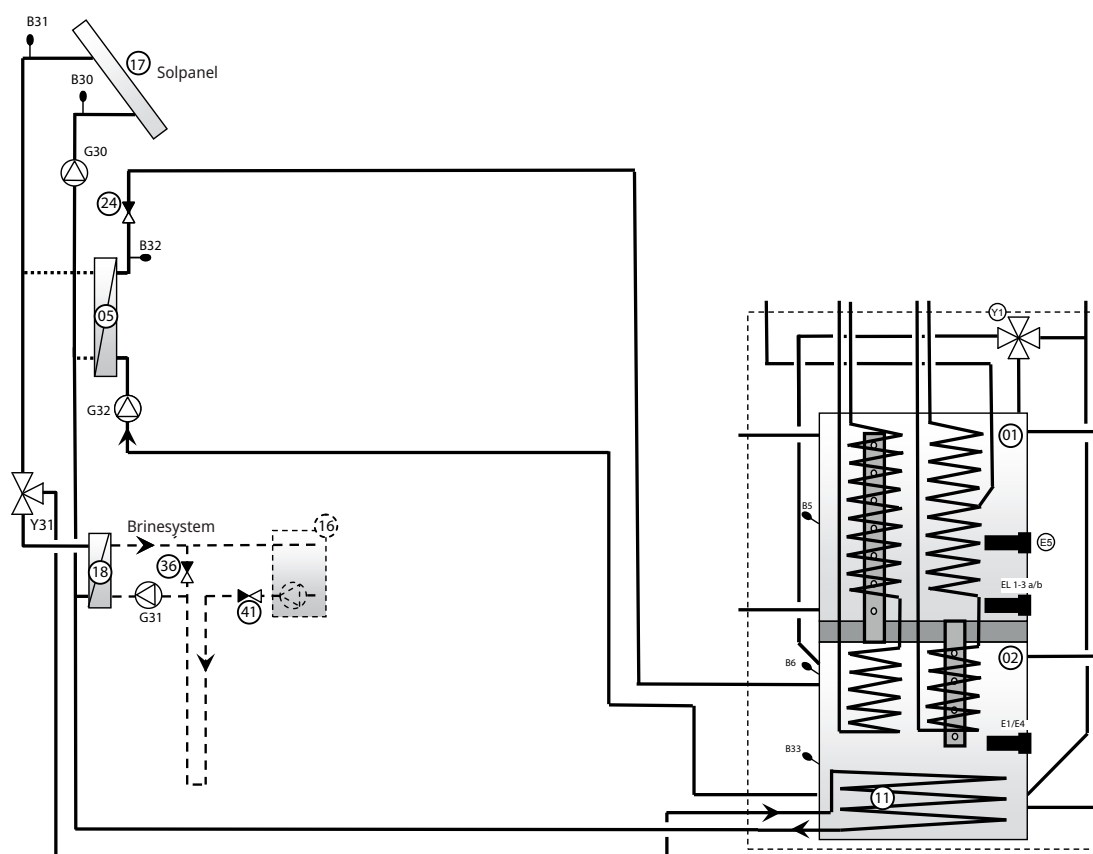 B31
17
Solpanel
B30
G30
24
B32
05
G32
Y1
01
B5
E5
EL 1-3 a/b
Y31
Brinesystem
16
18
36
G31
41
02
B6
E1/E4
B33
11